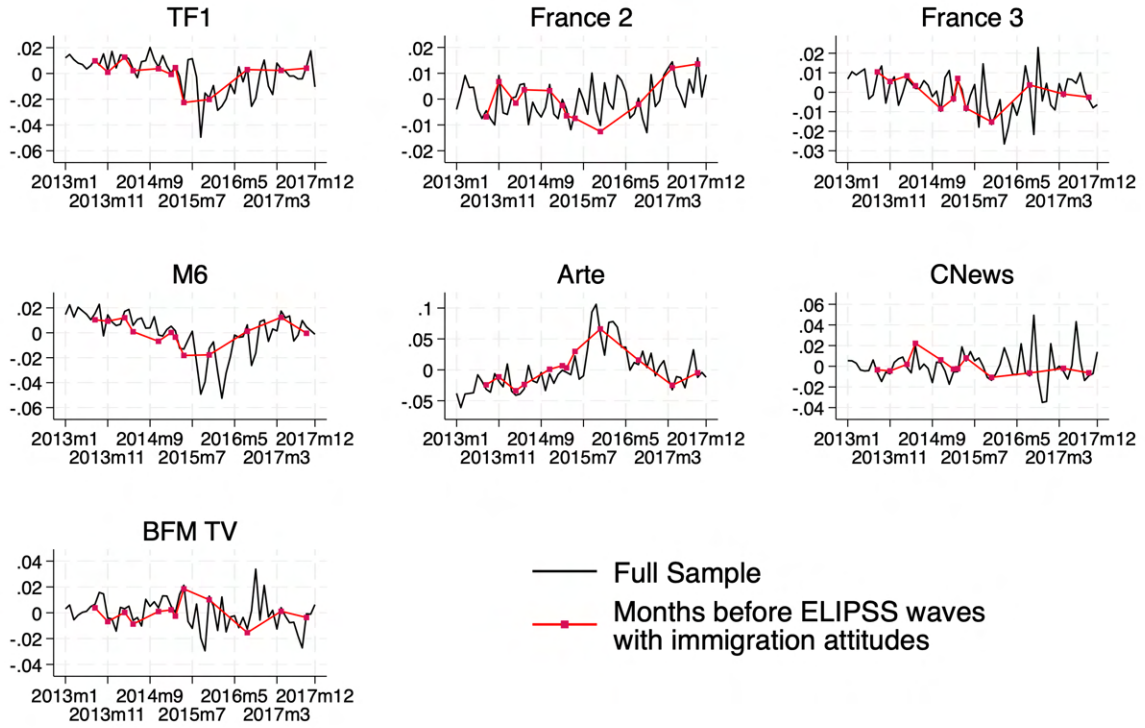 TF1
.02
0
-.02
-.04
-.06
2013m1 2014m9 2016m5 2017m12
2013m11 2015m7 2017m3
France 2
.02
.01
0
-.01
-.02
2013m1 2014m9 2016m5 2017m12
2013m11 2015m7 2017m3
France 3
.02
.01
0
-.01
-.02
-.03
2013m1 2014m9 2016m5 2017m12
2013m11 2015m7 2017m3
M6
.02
0
-.02
-.04
-.06
2013m1 2014m9 2016m5 2017m12
2013m11 2015m7 2017m3
Arte
.1
.05
0
-.05
2013m1 2014m9 2016m5 2017m12
2013m11 2015m7 2017m3
CNews
.06
.04
.02
0
-.02
-.04
2013m1 2014m9 2016m5 2017m12
2013m11 2015m7 2017m3
BFM TV
.04
.02
0
-.02
-.04
2013m1 2014m9 2016m5 2017m12
2013m11 2015m7 2017m3
Full Sample
Months before ELIPSS waves
with immigration attitudes